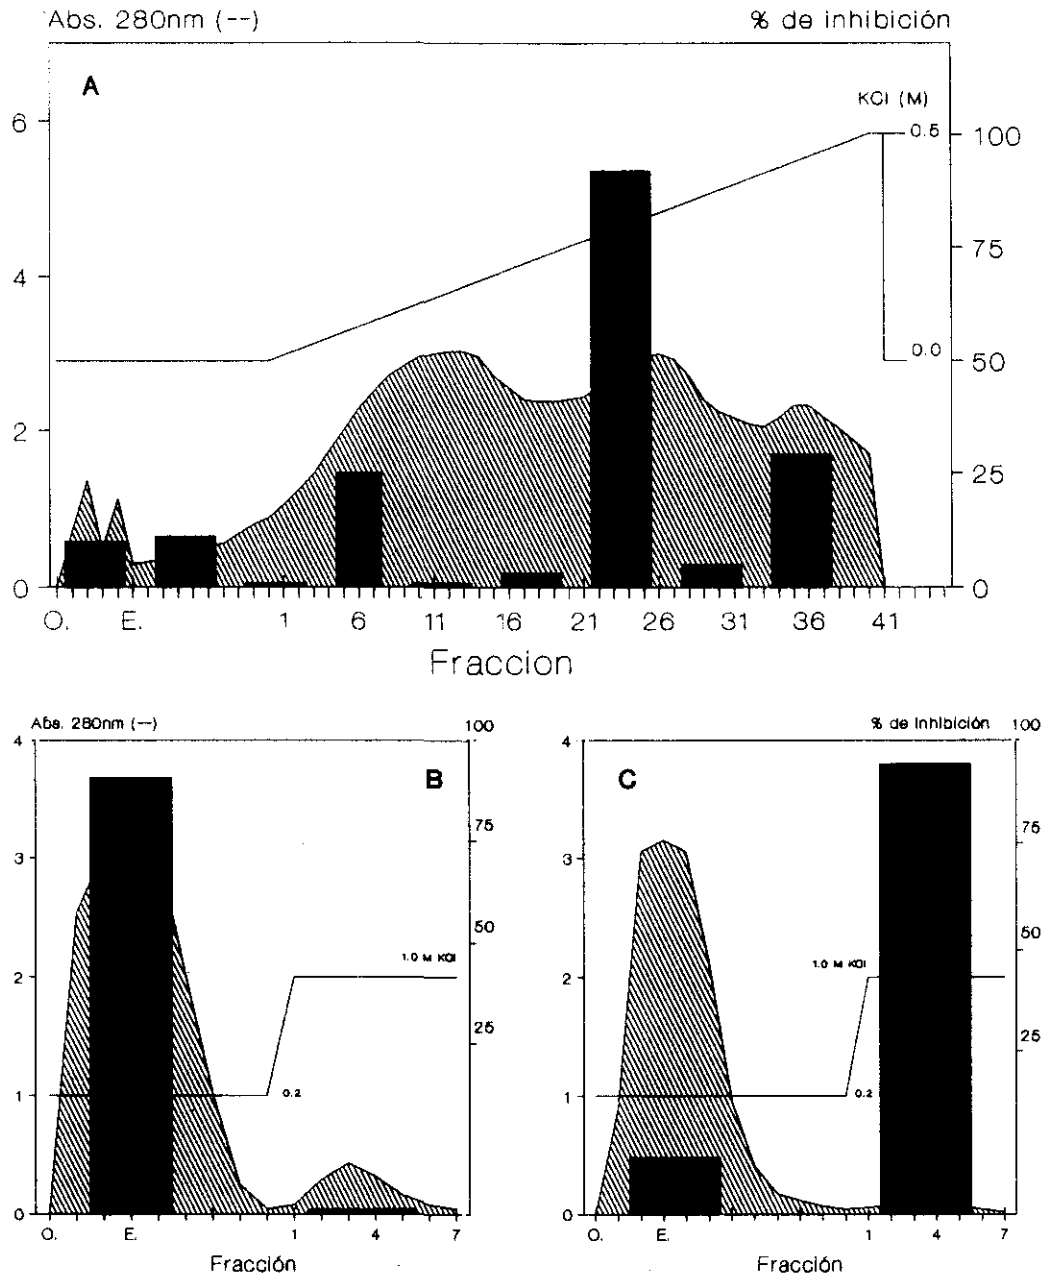 Abs. 280nm (--) % de inhibición
A
KCl (M)
6 0.5 100
75
4
0.0 50
2
25
0 0
O. E. 1 6 11 16 21 26 31 36 41
Fraccion
Abs. 280nm (--) 100 % de Inhibición 100
4 B 4 C
75 75
3 3
50 50
1.0 M KCl 1.0 M KCl
2 2
25 25
1 0.2 1 0.2
0 0
O. E. 1 4 7 O. E. 1 4 7
Fracción Fracción